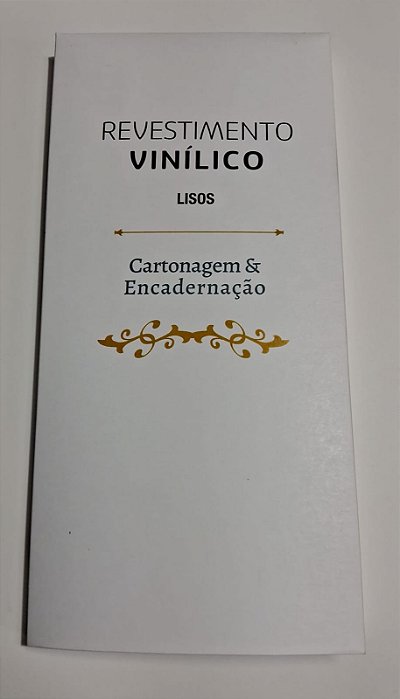 REVESTIMENTO
VINÍLICO
LISOS
Cartonagem &
Encadernação